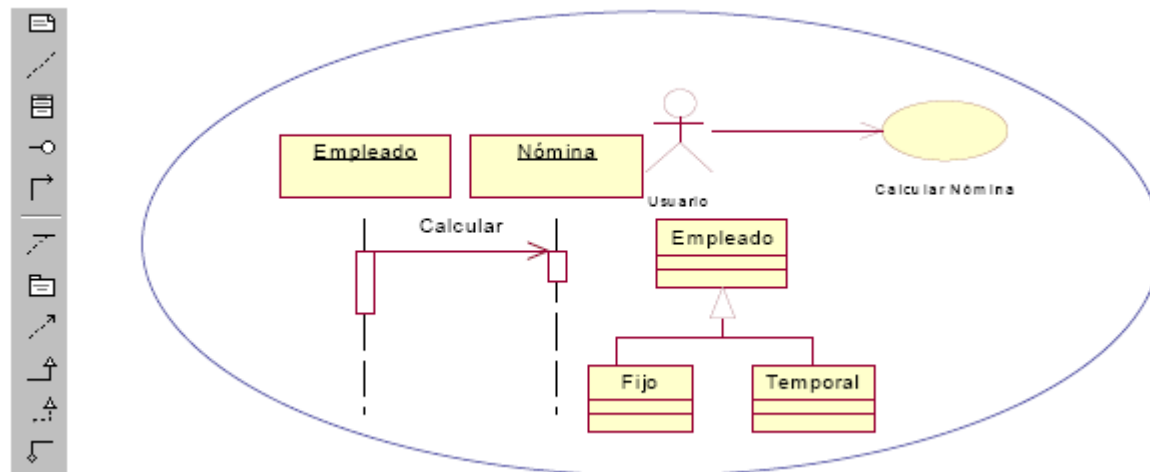 Empleado
Nómina
Usuario
Calcular Nómina
Calcular
Empleado
Fijo
Temporal